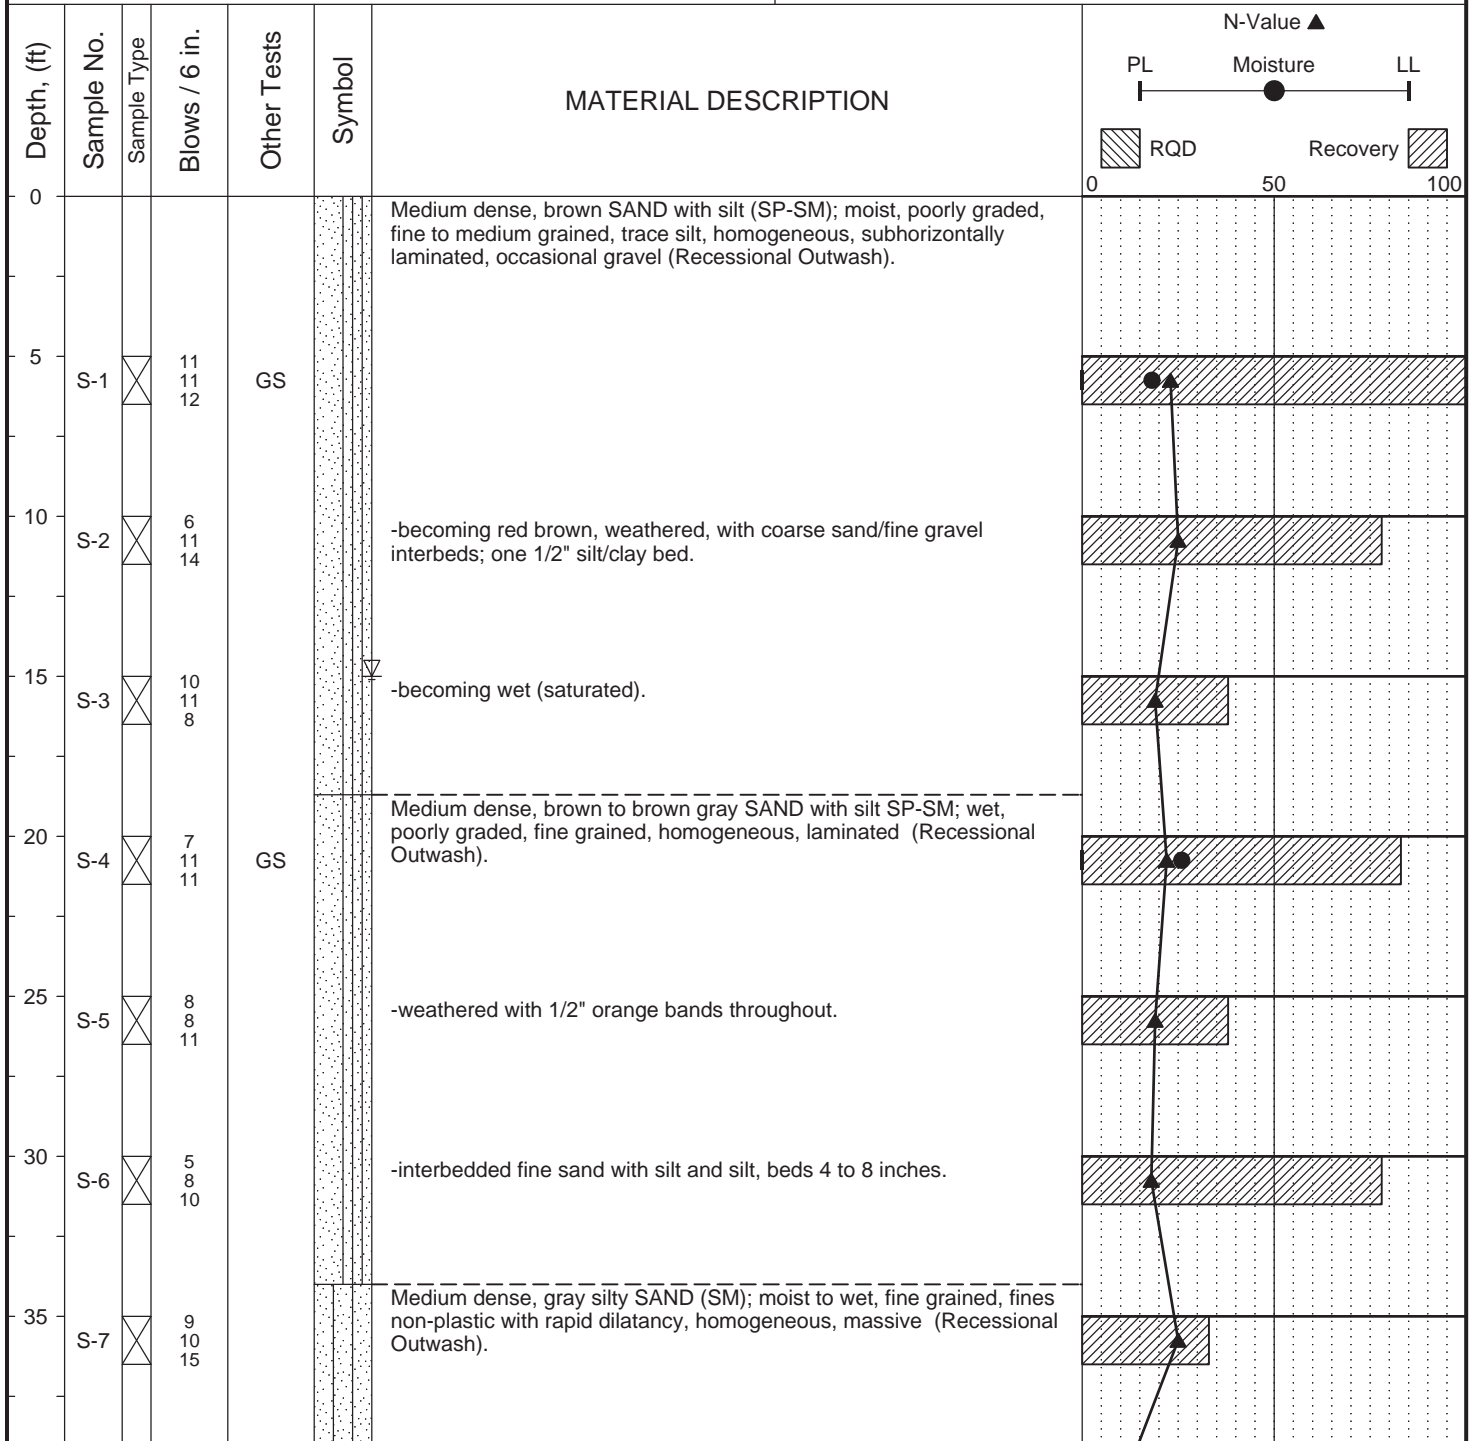 Depth, (ft)
Sample No.
Sample Type
Blows / 6 in.
Other Tests
Symbol
MATERIAL DESCRIPTION
N-Value ▲
PL Moisture LL
RQD Recovery
0 50 100
0
Medium dense, brown SAND with silt (SP-SM); moist, poorly graded,
fine to medium grained, trace silt, homogeneous, subhorizontally
laminated, occasional gravel (Recessional Outwash).
5
S-1
11
11
12
GS
10
S-2
6
11
14
-becoming red brown, weathered, with coarse sand/fine gravel
interbeds; one 1/2" silt/clay bed.
15
S-3
10
11
8
-becoming wet (saturated).
Medium dense, brown to brown gray SAND with silt SP-SM; wet,
poorly graded, fine grained, homogeneous, laminated (Recessional
Outwash).
20
S-4
7
11
11
GS
25
S-5
8
8
11
-weathered with 1/2" orange bands throughout.
30
S-6
5
8
10
-interbedded fine sand with silt and silt, beds 4 to 8 inches.
Medium dense, gray silty SAND (SM); moist to wet, fine grained, fines
non-plastic with rapid dilatancy, homogeneous, massive (Recessional
Outwash).
35
S-7
9
10
15